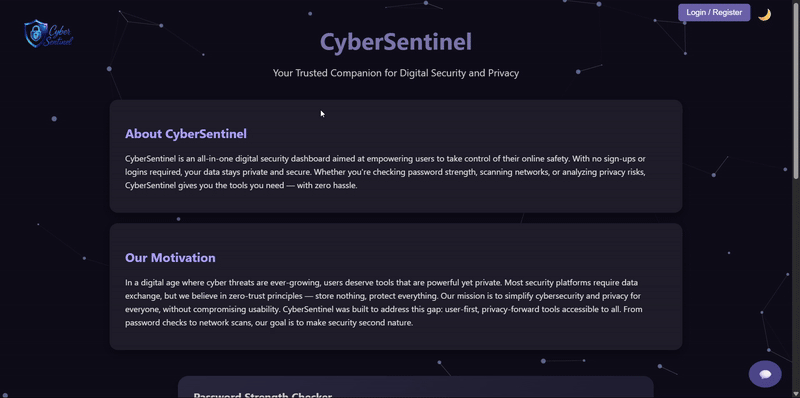 Login / Register
Cyber
Sentinel
CyberSentinel
Your Trusted Companion for Digital Security and Privacy
About CyberSentinel
CyberSentinel is an all-in-one digital security dashboard aimed at empowering users to take control of their online safety. With no sign-ups or
logins required, your data stays private and secure. Whether you're checking password strength, scanning networks, or analyzing privacy risks,
CyberSentinel gives you the tools you need — with zero hassle.
Our Motivation
In a digital age where cyber threats are ever-growing, users deserve tools that are powerful yet private. Most security platforms require data
exchange, but we believe in zero-trust principles — store nothing, protect everything. Our mission is to simplify cybersecurity and privacy for
everyone, without compromising usability. CyberSentinel was built to address this gap: user-first, privacy-forward tools accessible to all. From
password checks to network scans, our goal is to make security second nature.
Password Strength Checker